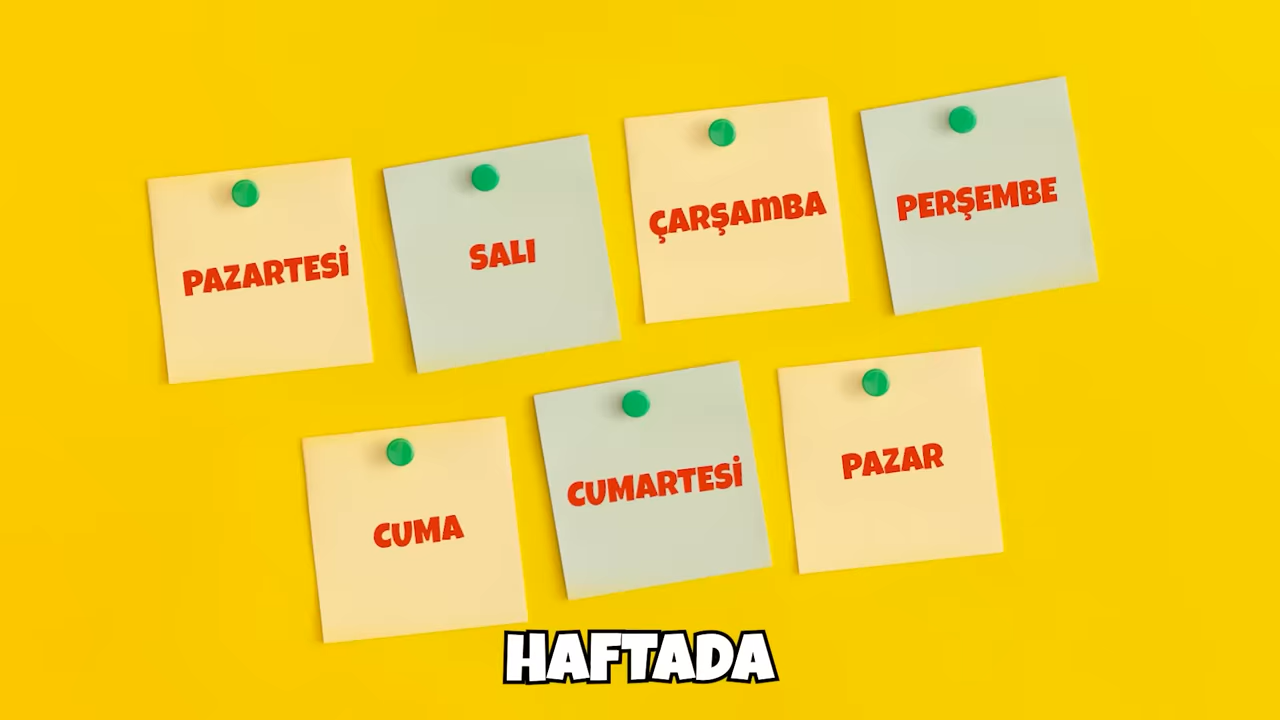 PAZARTESİ
SALI
ÇARŞAMBA
PERŞEMBE
CUMA
CUMARTESİ
PAZAR
HAFTADA